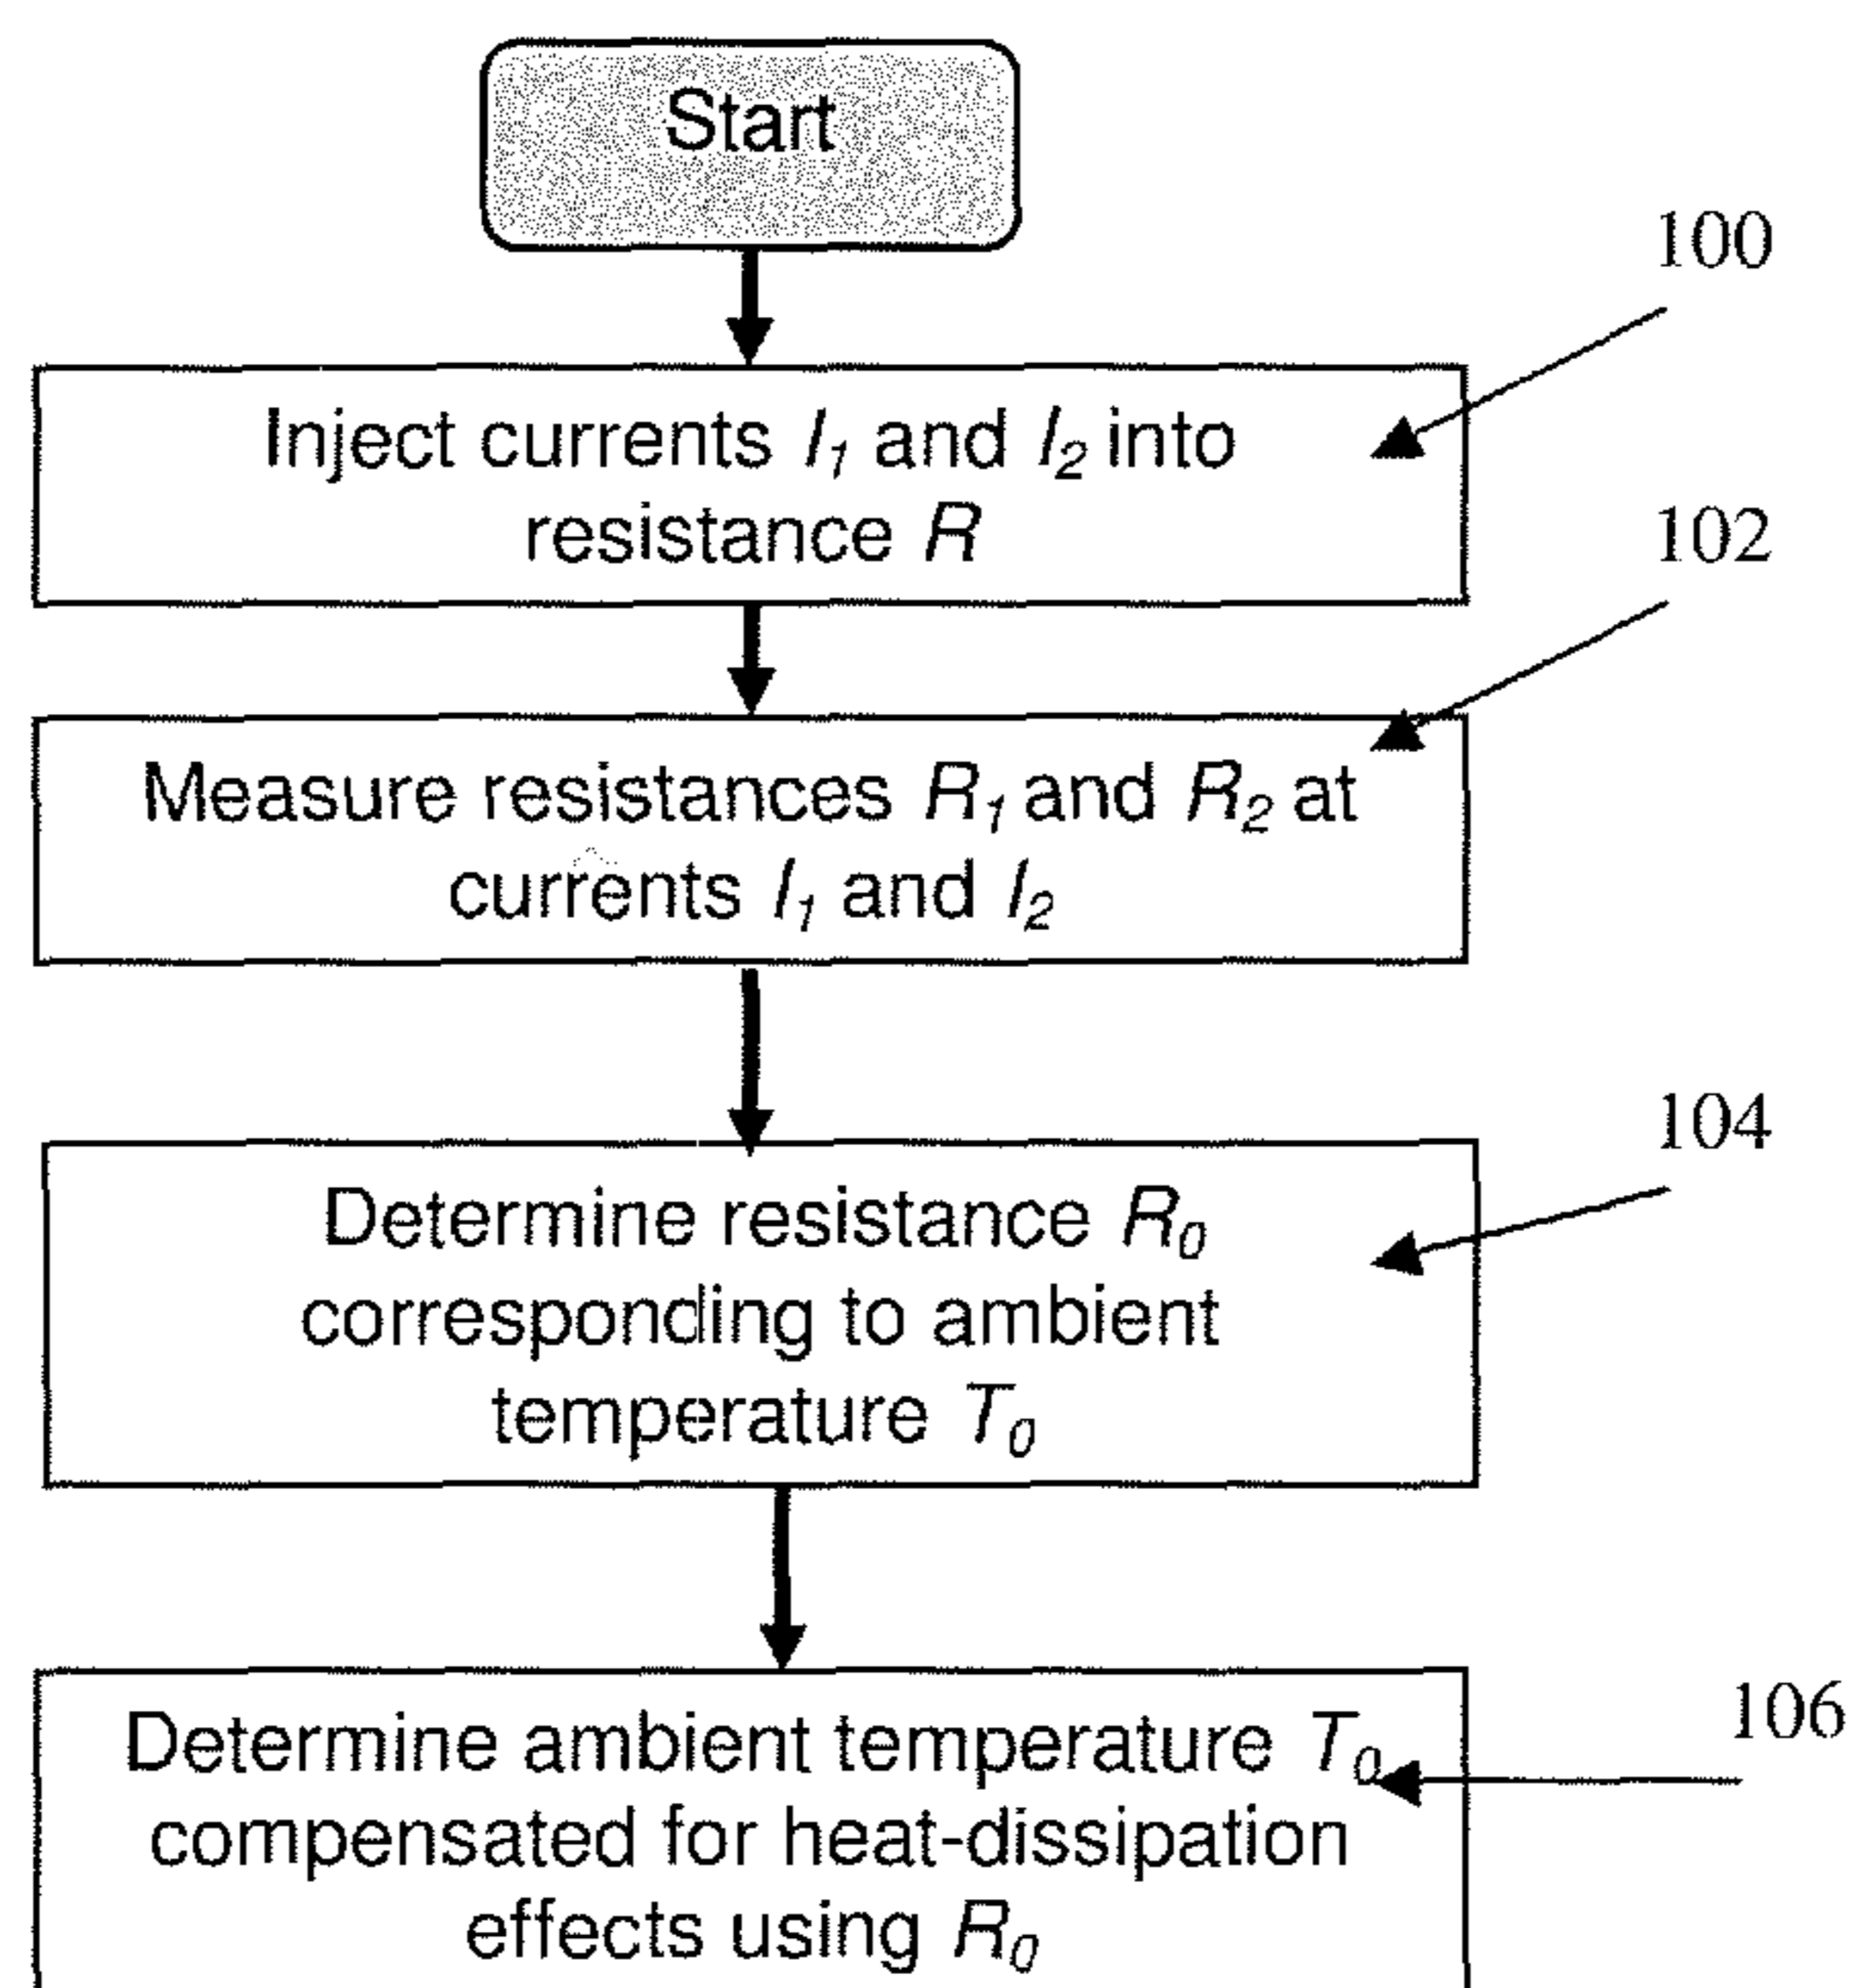 Start
100
Inject currents I₁ and I₂ into
resistance R
102
Measure resistances R₁ and R₂ at
currents I₁ and I₂
104
Determine resistance R₀
corresponding to ambient
temperature T₀
106
Determine ambient temperature T₀
compensated for heat-dissipation
effects using R₀